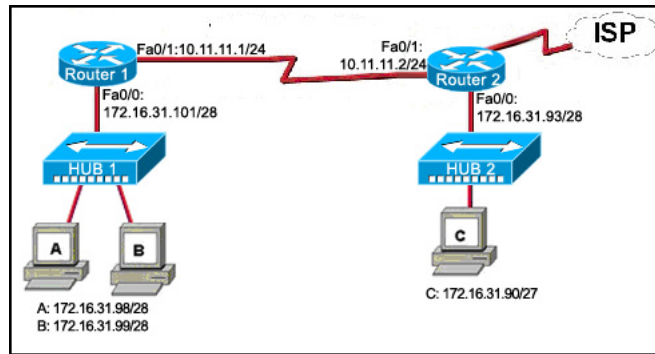 ISP
Fa0/1:10.11.11.1/24
Fa0/1:
10.11.11.2/24
Router 1
Router 2
Fa0/0:
172.16.31.101/28
Fa0/0:
172.16.31.93/28
HUB 1
HUB 2
A
B
C
A: 172.16.31.98/28
B: 172.16.31.99/28
C: 172.16.31.90/27